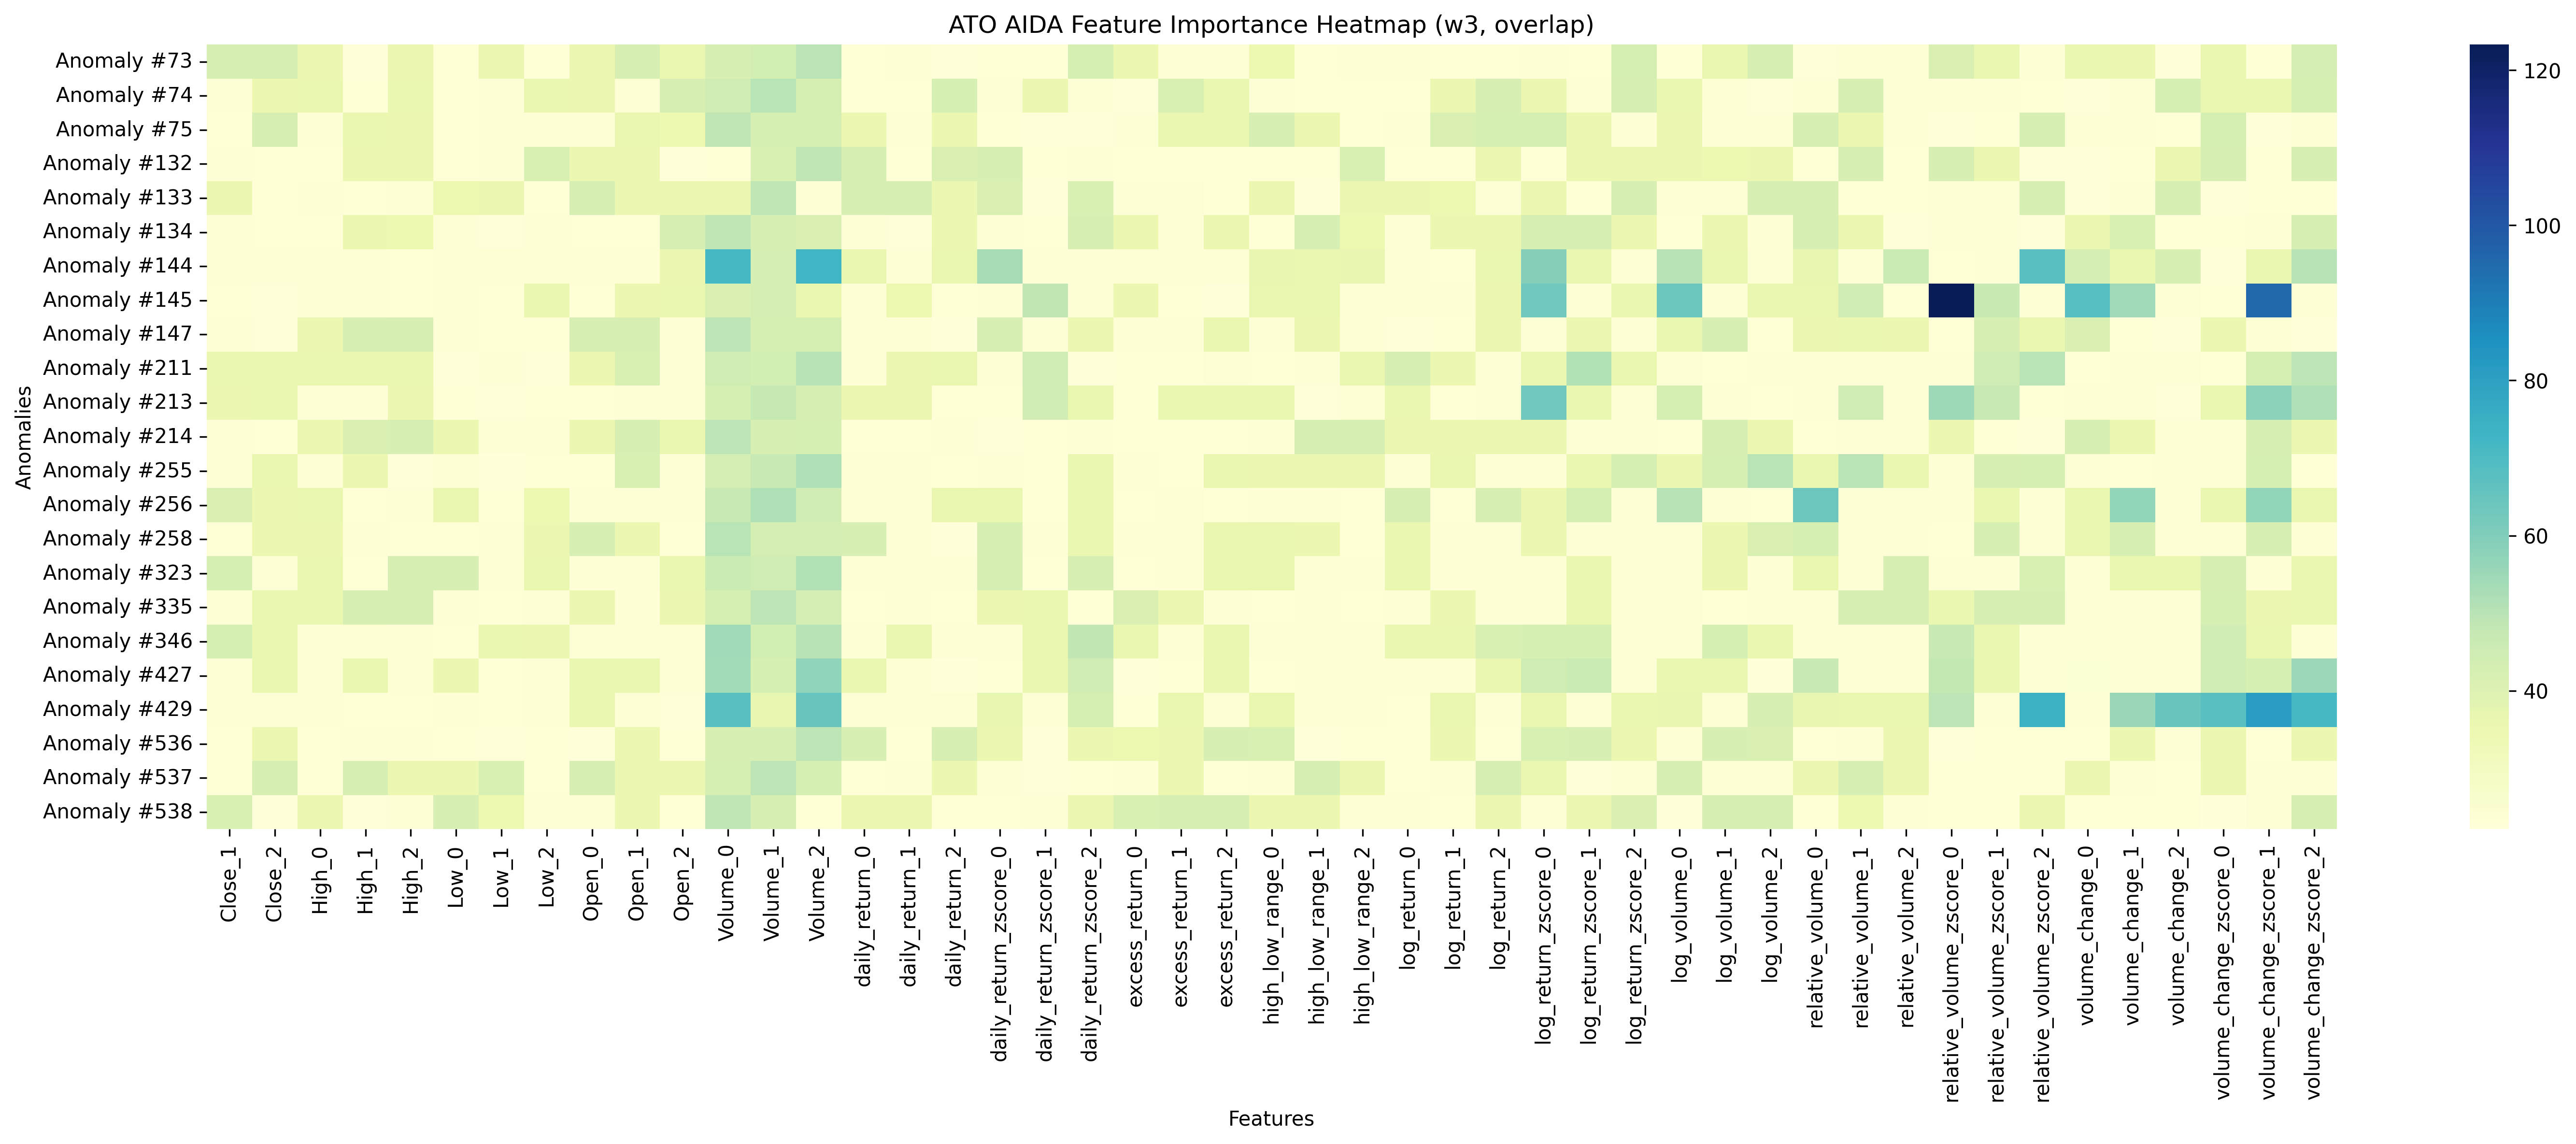 ATO AIDA Feature Importance Heatmap (w3, overlap)
Anomalies
Anomaly #73
Anomaly #74
Anomaly #75
Anomaly #132
Anomaly #133
Anomaly #134
Anomaly #144
Anomaly #145
Anomaly #147
Anomaly #211
Anomaly #213
Anomaly #214
Anomaly #255
Anomaly #256
Anomaly #258
Anomaly #323
Anomaly #335
Anomaly #346
Anomaly #427
Anomaly #429
Anomaly #536
Anomaly #537
Anomaly #538
Close_1
Close_2
High_0
High_1
High_2
Low_0
Low_1
Low_2
Open_0
Open_1
Open_2
Volume_0
Volume_1
Volume_2
daily_return_0
daily_return_1
daily_return_2
daily_return_zscore_0
daily_return_zscore_1
daily_return_zscore_2
excess_return_0
excess_return_1
excess_return_2
high_low_range_0
high_low_range_1
high_low_range_2
log_return_0
log_return_1
log_return_2
log_return_zscore_0
log_return_zscore_1
log_return_zscore_2
log_volume_0
log_volume_1
log_volume_2
relative_volume_0
relative_volume_1
relative_volume_2
relative_volume_zscore_0
relative_volume_zscore_1
relative_volume_zscore_2
volume_change_0
volume_change_1
volume_change_2
volume_change_zscore_0
volume_change_zscore_1
volume_change_zscore_2
Features
120
100
80
60
40